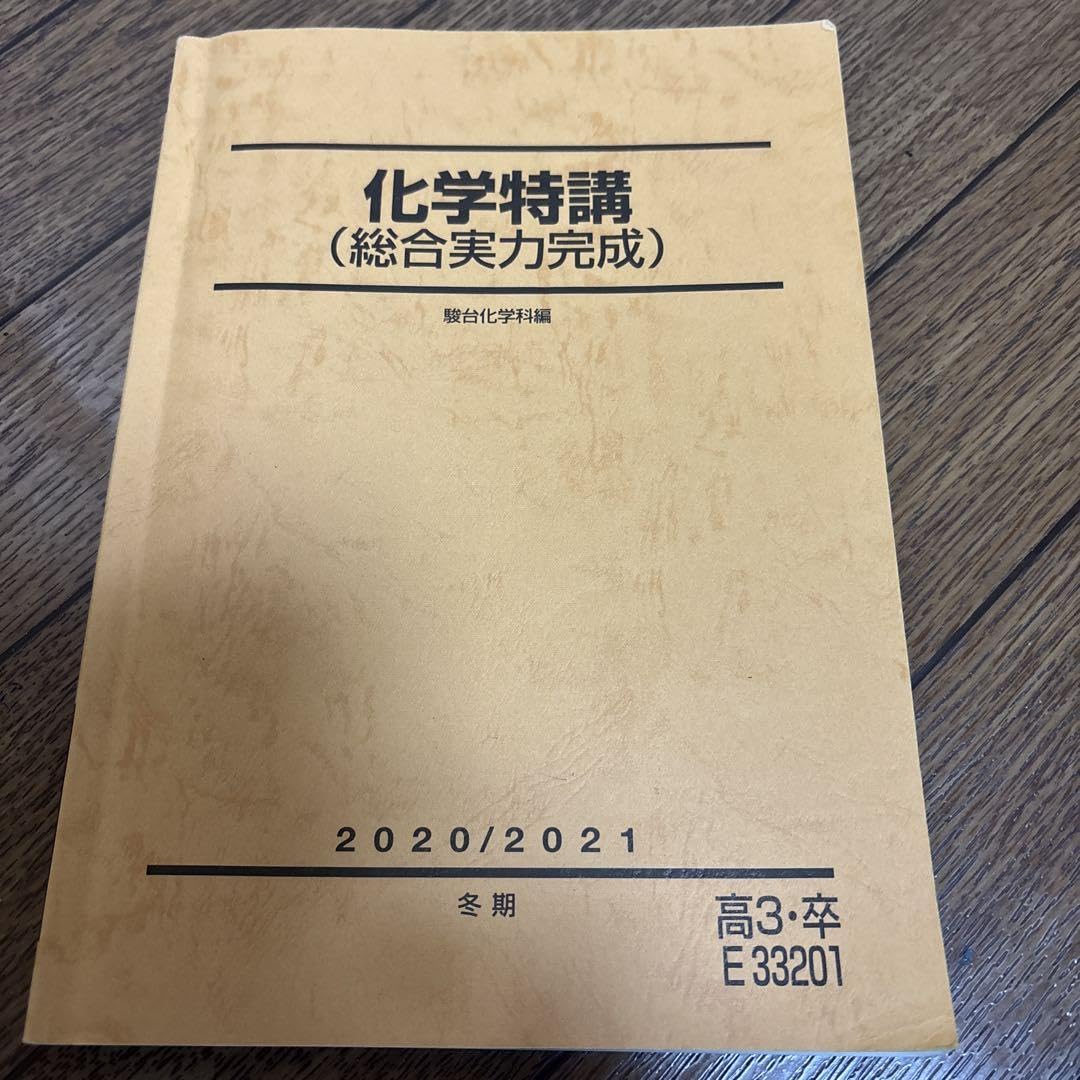 化学特講
（総合実力完成）
駿台化学科編
2020/2021
冬期
高3・卒
E33201